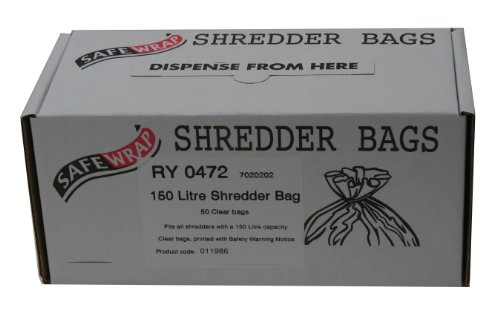 SAFEWRAP SHREDDER BAGS
DISPENSE FROM HERE
SAFEWRAP SHREDDER BAGS
RY 0472 7020202
150 Litre Shredder Bag
50 Clear bags
Fits all shredders with a 150 Litre capacity
Clear bags, printed with Safety Warning Notice
Product code: 011986